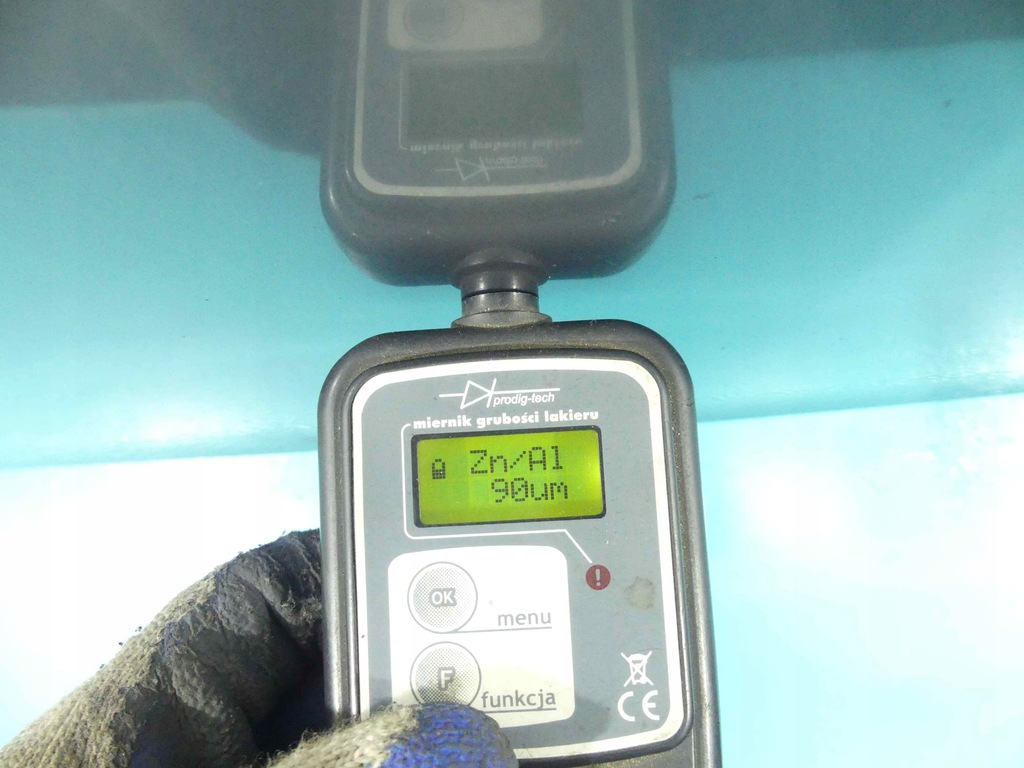 prodig-tech
miernik grubości lakieru
Zn/Al
90um
!
OK
menu
F
funkcja
CE